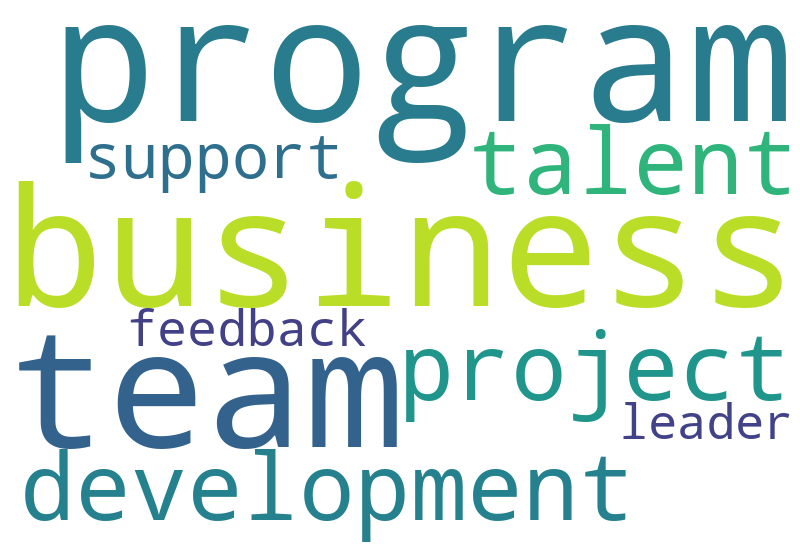 program
support talent
business
feedback
team project
leader
development